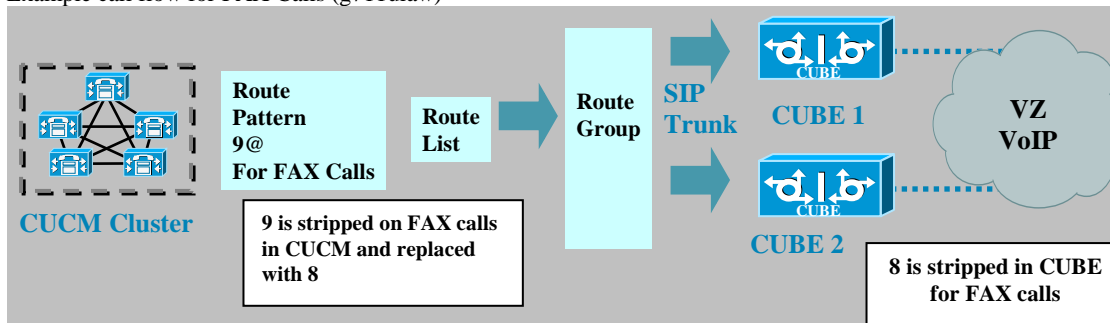 Route
Pattern
9@
For FAX Calls
Route
List
Route
Group
SIP
Trunk
CUBE
CUBE 1
CUBE
CUBE 2
VZ
VoIP
CUCM Cluster
9 is stripped on FAX calls
in CUCM and replaced
with 8
8 is stripped in CUBE
for FAX calls